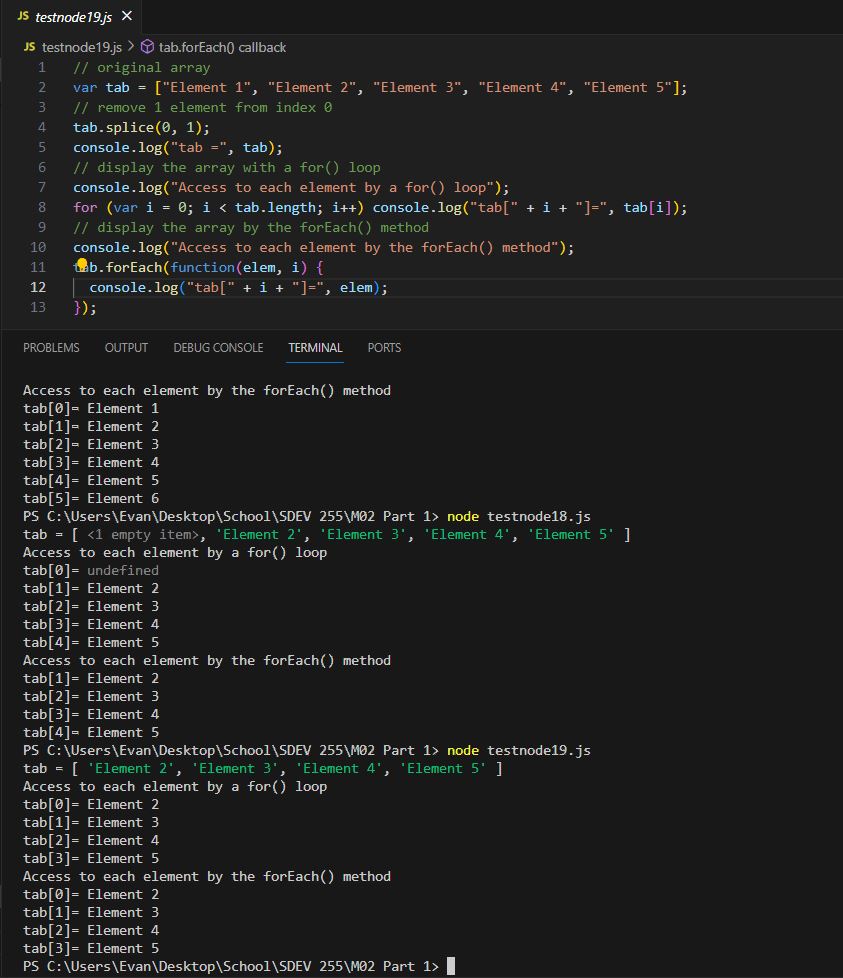 JS testnode19.js ×
JS testnode19.js > tab.forEach() callback
1 // original array
2 var tab = ["Element 1", "Element 2", "Element 3", "Element 4", "Element 5"];
3 // remove 1 element from index 0
4 tab.splice(0, 1);
5 console.log("tab =", tab);
6 // display the array with a for() loop
7 console.log("Access to each element by a for() loop");
8 for (var i = 0; i < tab.length; i++) console.log("tab[" + i + "]=", tab[i]);
9 // display the array by the forEach() method
10 console.log("Access to each element by the forEach() method");
11 tab.forEach(function(elem, i) {
12 console.log("tab[" + i + "]=", elem);
13 });
PROBLEMS OUTPUT DEBUG CONSOLE TERMINAL PORTS
Access to each element by the forEach() method
tab[0]= Element 1
tab[1]= Element 2
tab[2]= Element 3
tab[3]= Element 4
tab[4]= Element 5
tab[5]= Element 6
PS C:\Users\Evan\Desktop\School\SDEV 255\M02 Part 1> node testnode18.js
tab = [ <1 empty item>, 'Element 2', 'Element 3', 'Element 4', 'Element 5' ]
Access to each element by a for() loop
tab[0]= undefined
tab[1]= Element 2
tab[2]= Element 3
tab[3]= Element 4
tab[4]= Element 5
Access to each element by the forEach() method
tab[1]= Element 2
tab[2]= Element 3
tab[3]= Element 4
tab[4]= Element 5
PS C:\Users\Evan\Desktop\School\SDEV 255\M02 Part 1> node testnode19.js
tab = [ 'Element 2', 'Element 3', 'Element 4', 'Element 5' ]
Access to each element by a for() loop
tab[0]= Element 2
tab[1]= Element 3
tab[2]= Element 4
tab[3]= Element 5
Access to each element by the forEach() method
tab[0]= Element 2
tab[1]= Element 3
tab[2]= Element 4
tab[3]= Element 5
PS C:\Users\Evan\Desktop\School\SDEV 255\M02 Part 1>